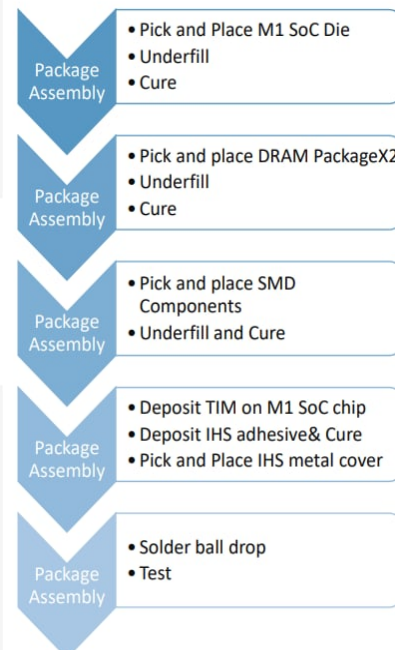 Package
Assembly
• Pick and Place M1 SoC Die
• Underfill
• Cure
Package
Assembly
• Pick and place DRAM PackageX2
• Underfill
• Cure
Package
Assembly
• Pick and place SMD
Components
• Underfill and Cure
Package
Assembly
• Deposit TIM on M1 SoC chip
• Deposit IHS adhesive& Cure
• Pick and Place IHS metal cover
Package
Assembly
• Solder ball drop
• Test